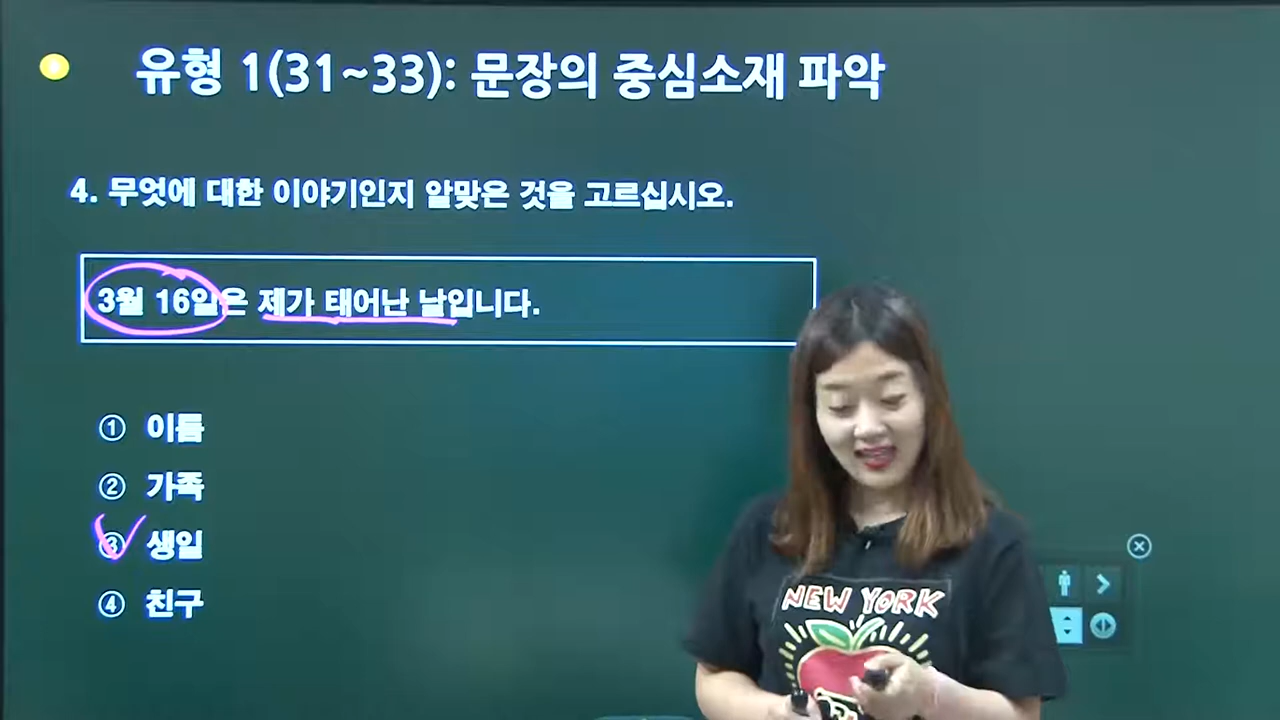 유형 1(31~33): 문장의 중심소재 파악
4. 무엇에 대한 이야기인지 알맞은 것을 고르십시오.
3월 16일은 제가 태어난 날입니다.
① 이름
② 가족
③ 생일
④ 친구
NEW YORK